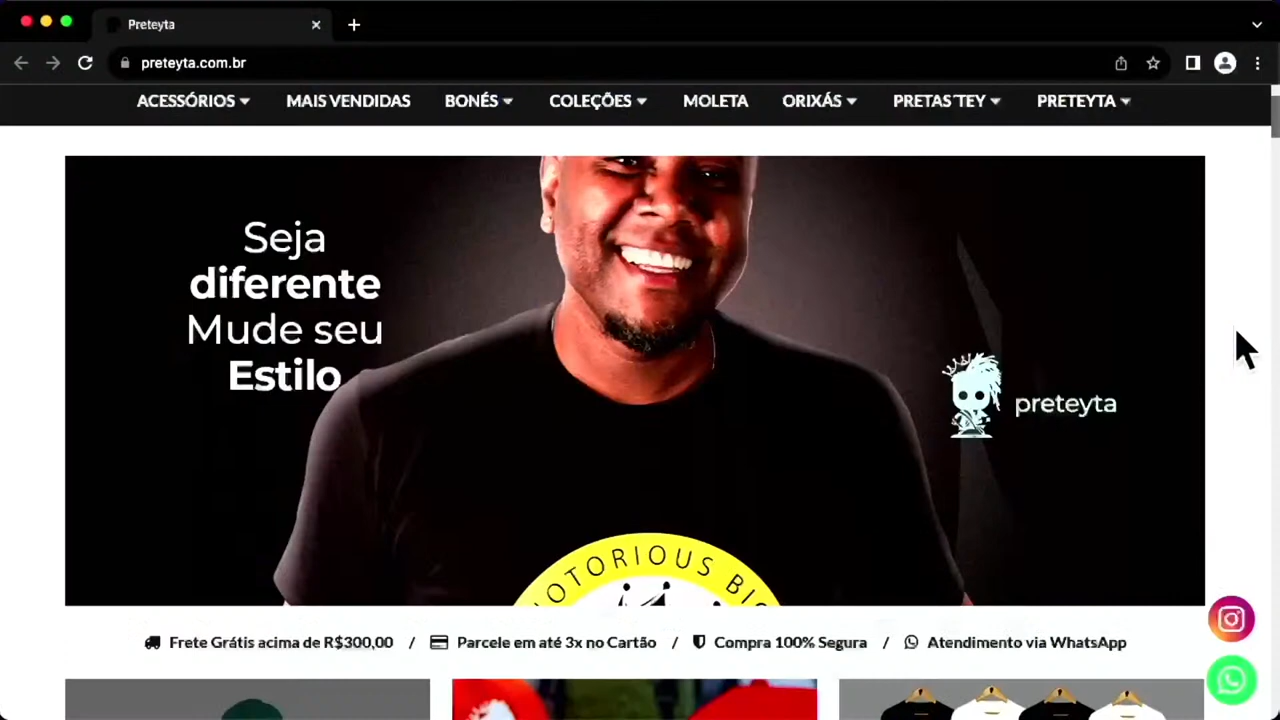 Preteyta
preteyta.com.br
ACESSÓRIOS MAIS VENDIDAS BONÉS COLEÇÕES MOLETA ORIXÁS PRETAS'TEY PRETEYTA
Seja
diferente
Mude seu
Estilo
preteyta
NOTORIOUS BIG
Frete Grátis acima de R$300,00 / Parcele em até 3x no Cartão / Compra 100% Segura / Atendimento via WhatsApp